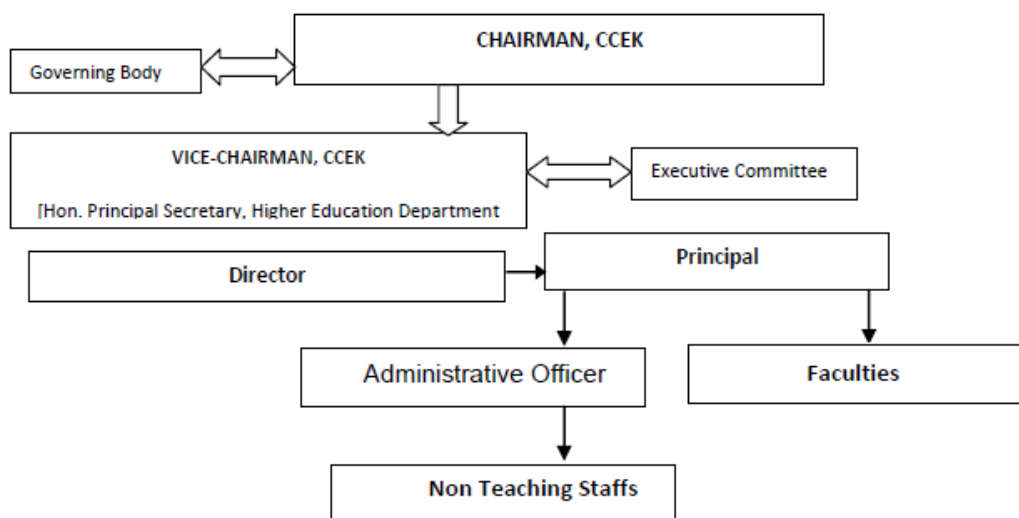 CHAIRMAN, CCEK
Governing Body
VICE-CHAIRMAN, CCEK
Executive Committee
[Hon. Principal Secretary, Higher Education Department
Principal
Director
Administrative Officer
Faculties
Non Teaching Staffs